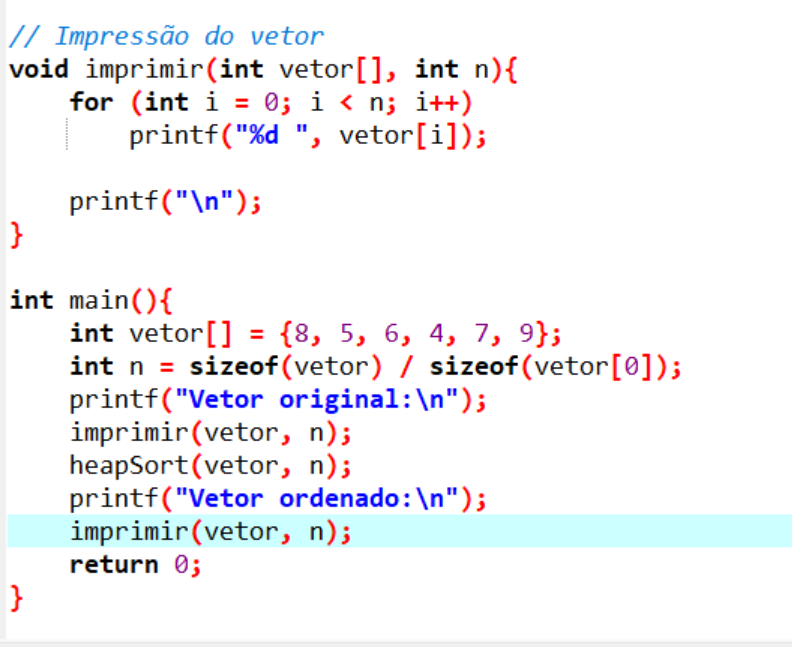 // Impressão do vetor
void imprimir(int vetor[], int n){
    for (int i = 0; i < n; i++)
        printf("%d ", vetor[i]);

    printf("\n");
}

int main(){
    int vetor[] = {8, 5, 6, 4, 7, 9};
    int n = sizeof(vetor) / sizeof(vetor[0]);
    printf("Vetor original:\n");
    imprimir(vetor, n);
    heapSort(vetor, n);
    printf("Vetor ordenado:\n");
    imprimir(vetor, n);
    return 0;
}